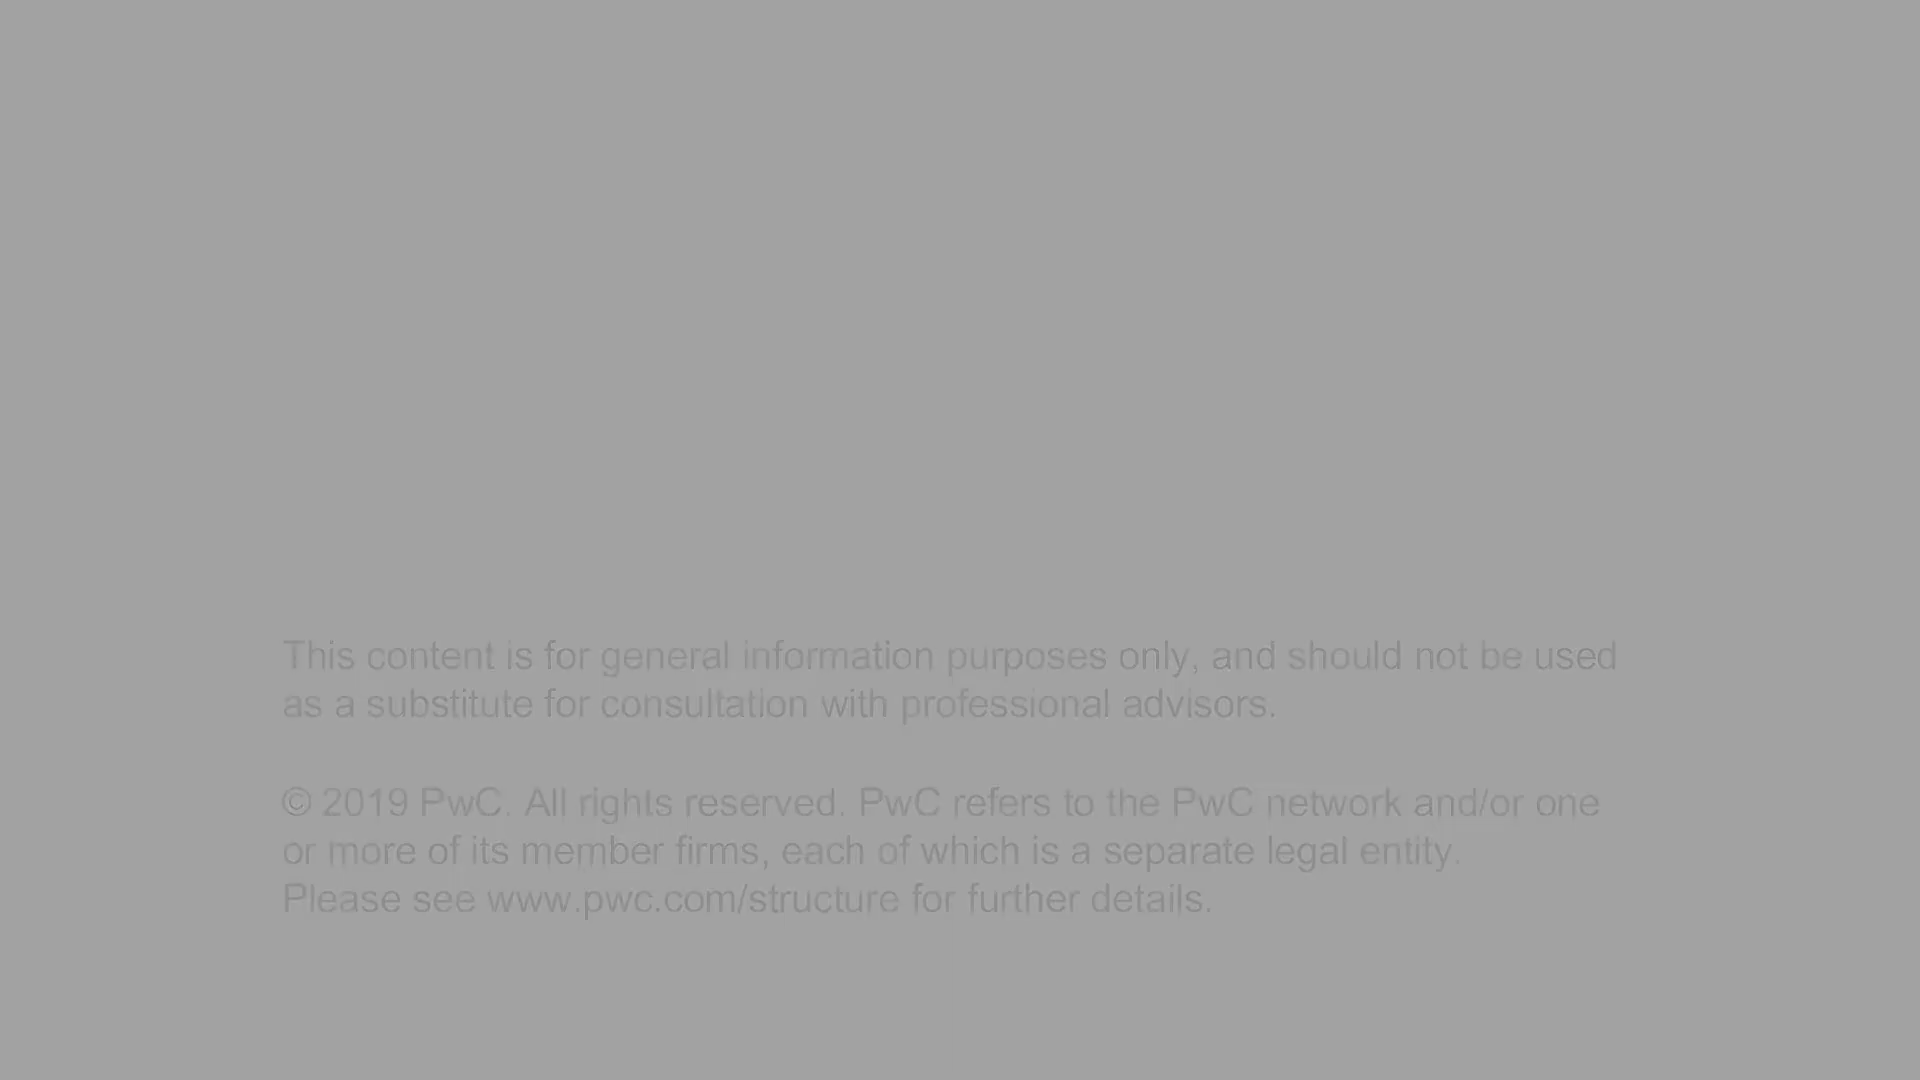 This content is for general information purposes only, and should not be used
as a substitute for consultation with professional advisors.
© 2019 PwC. All rights reserved. PwC refers to the PwC network and/or one
or more of its member firms, each of which is a separate legal entity.
Please see www.pwc.com/structure for further details.